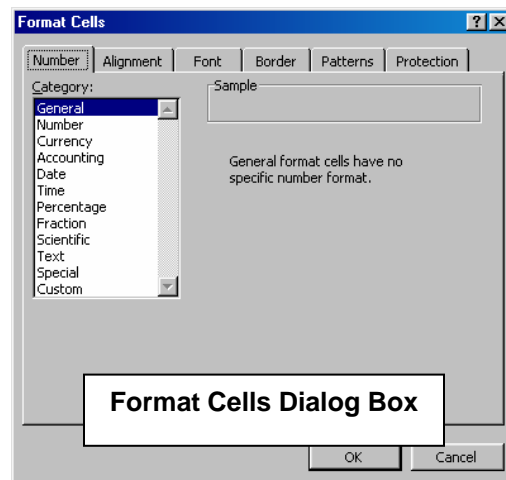 Format Cells
Number Alignment Font Border Patterns Protection
Category:
Sample
General
Number
Currency
Accounting
Date
Time
Percentage
Fraction
Scientific
Text
Special
Custom
General format cells have no
specific number format.
Format Cells Dialog Box
OK Cancel